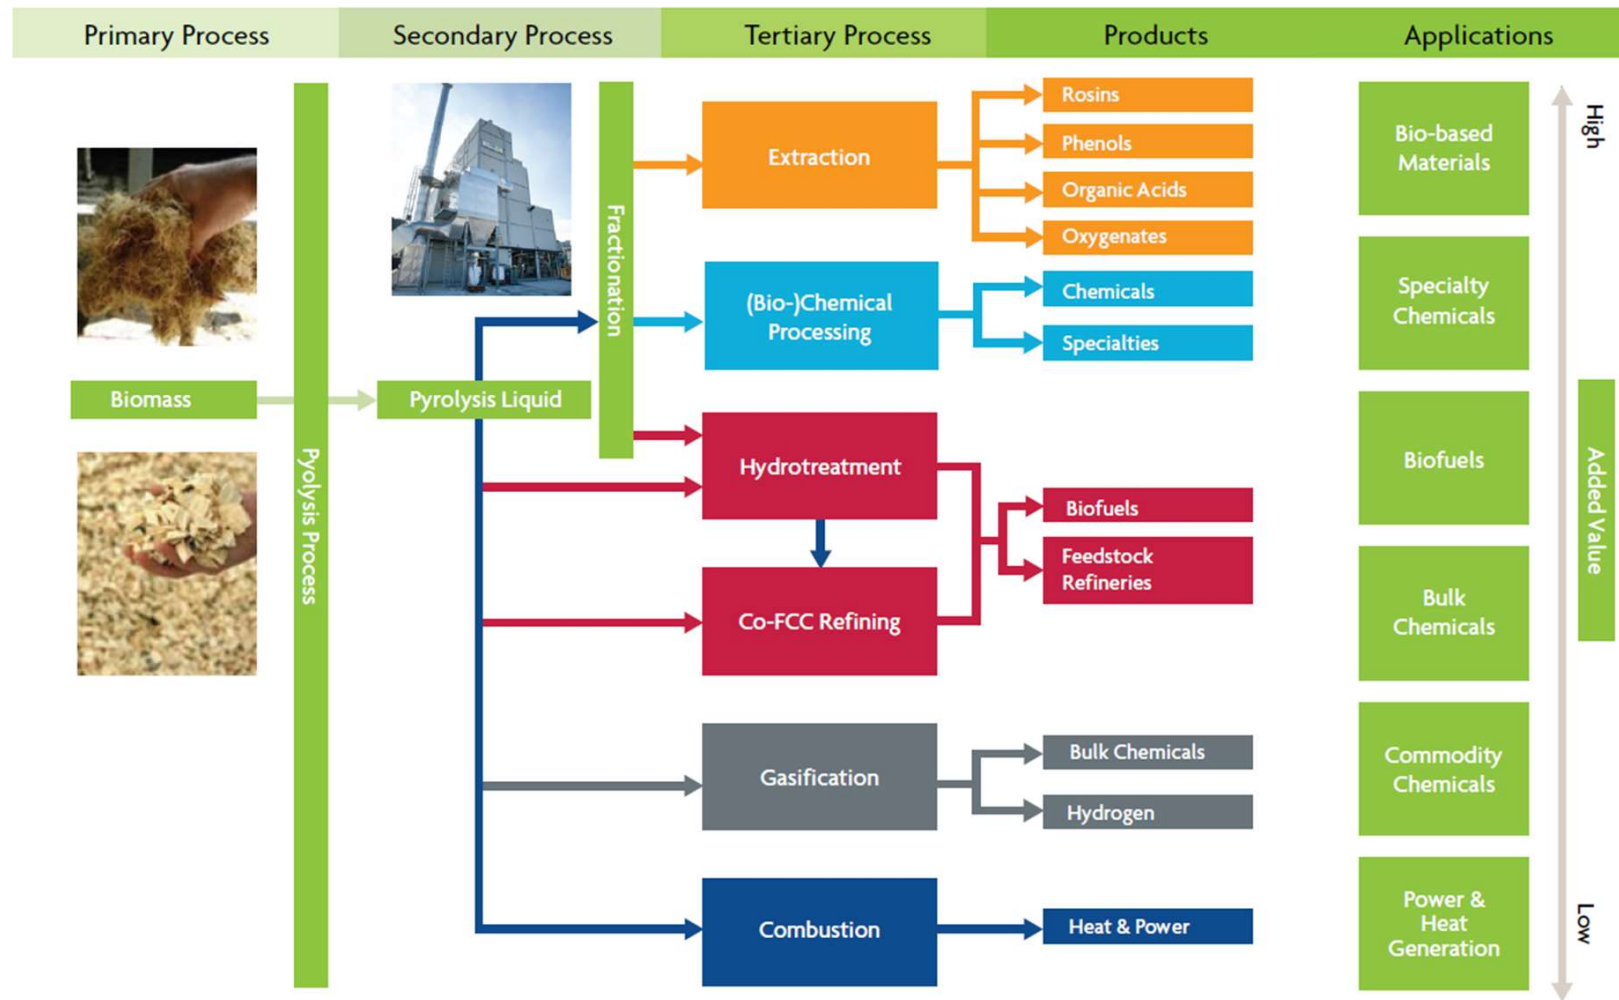 Primary Process
Secondary Process
Tertiary Process
Products
Applications
Biomass
Pyolysis Process
Pyrolysis Liquid
Fractionation
Extraction
(Bio-)Chemical
Processing
Hydrotreatment
Co-FCC Refining
Gasification
Combustion
Rosins
Phenols
Organic Acids
Oxygenates
Chemicals
Specialties
Biofuels
Feedstock
Refineries
Bulk Chemicals
Hydrogen
Heat & Power
Bio-based
Materials
Specialty
Chemicals
Biofuels
Bulk
Chemicals
Commodity
Chemicals
Power &
Heat
Generation
High
Added Value
Low